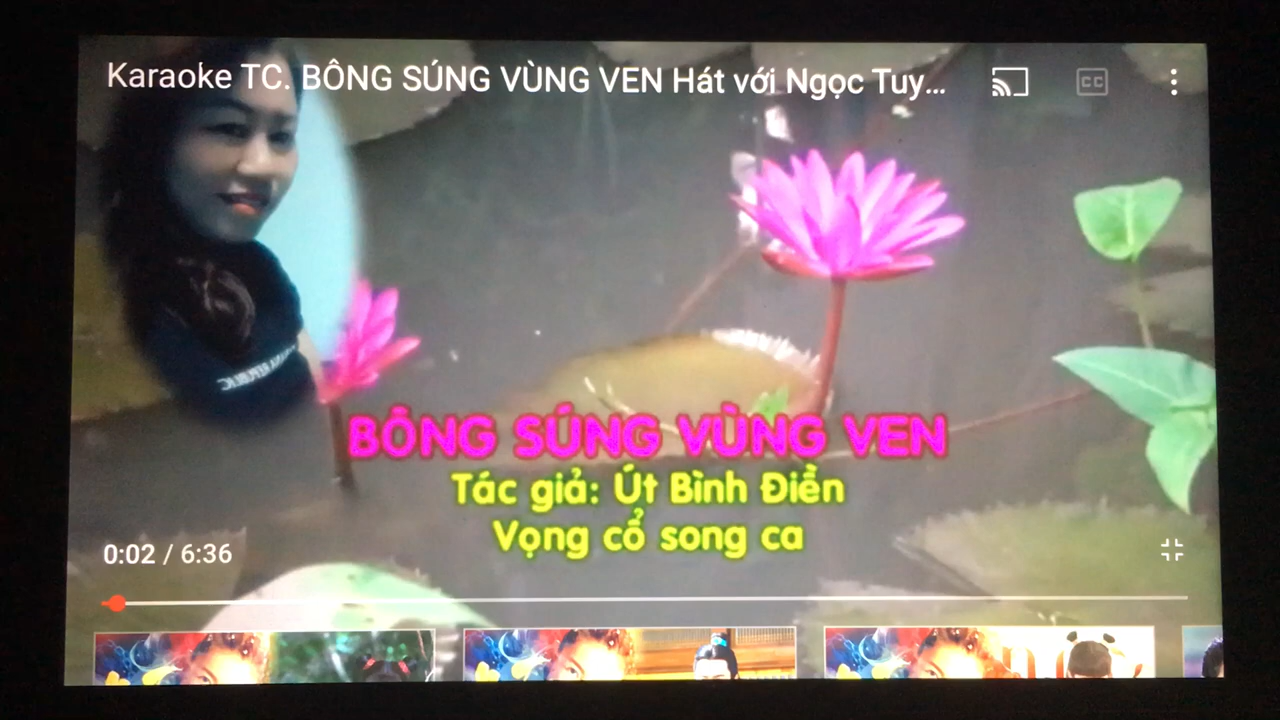 Karaoke TC. BÔNG SÚNG VÙNG VEN Hát với Ngọc Tuy...
CC
BÔNG SÚNG VÙNG VEN
Tác giả: Út Bình Điền
Vọng cổ song ca
0:02 / 6:36